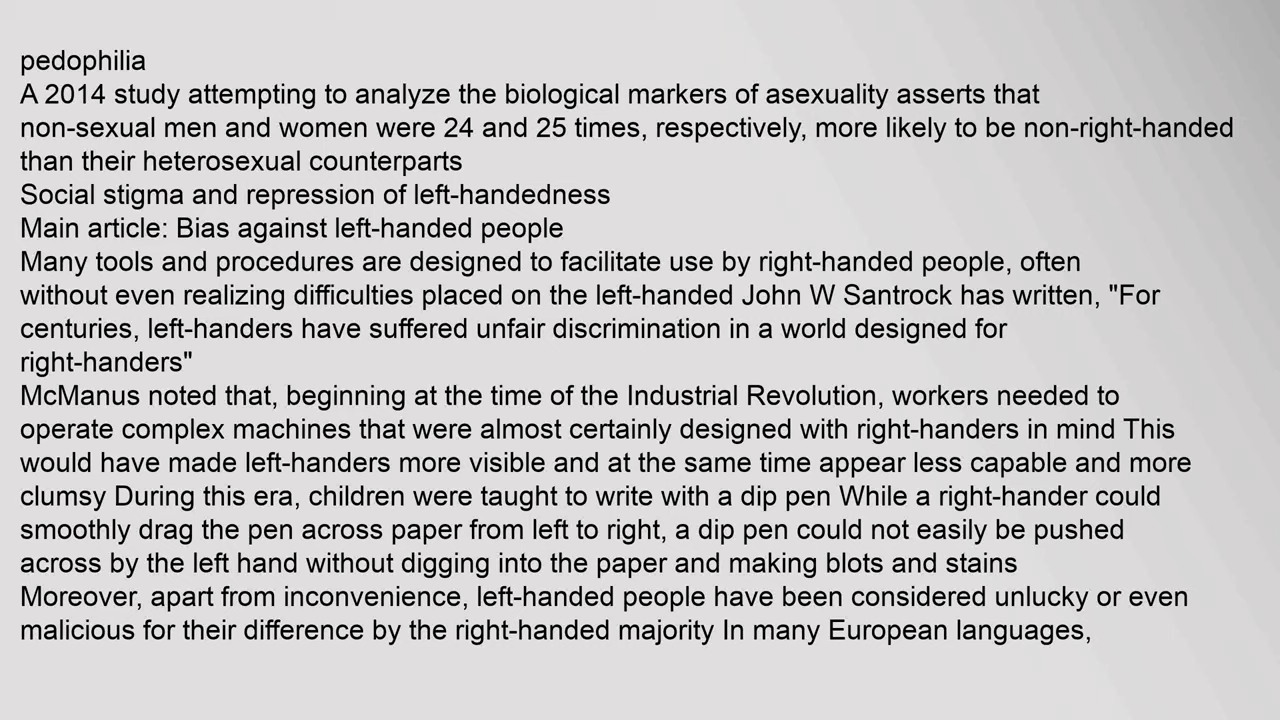 pedophilia
A 2014 study attempting to analyze the biological markers of asexuality asserts that
non-sexual men and women were 24 and 25 times, respectively, more likely to be non-right-handed
than their heterosexual counterparts
Social stigma and repression of left-handedness
Main article: Bias against left-handed people
Many tools and procedures are designed to facilitate use by right-handed people, often
without even realizing difficulties placed on the left-handed John W Santrock has written, "For
centuries, left-handers have suffered unfair discrimination in a world designed for
right-handers"
McManus noted that, beginning at the time of the Industrial Revolution, workers needed to
operate complex machines that were almost certainly designed with right-handers in mind This
would have made left-handers more visible and at the same time appear less capable and more
clumsy During this era, children were taught to write with a dip pen While a right-hander could
smoothly drag the pen across paper from left to right, a dip pen could not easily be pushed
across by the left hand without digging into the paper and making blots and stains
Moreover, apart from inconvenience, left-handed people have been considered unlucky or even
malicious for their difference by the right-handed majority In many European languages,